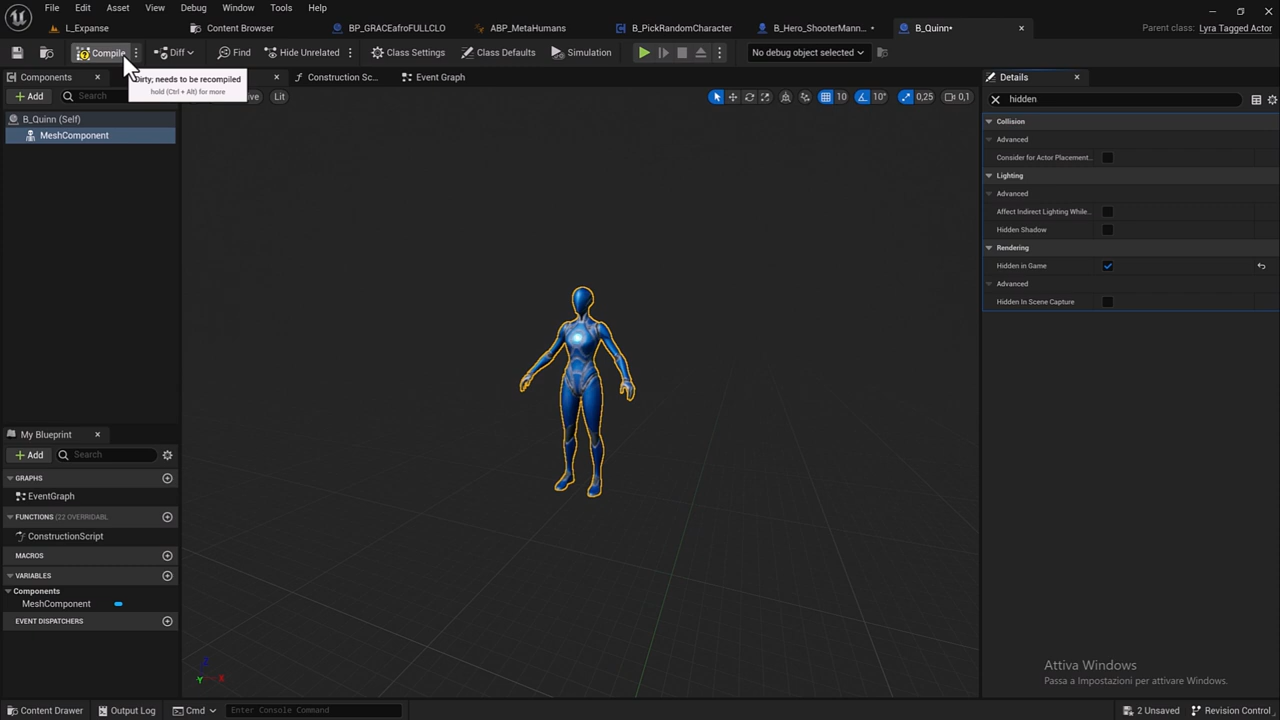 File Edit Asset View Debug Window Tools Help
L_Expanse
Content Browser
BP_GRACEafroFULLCLO
ABP_MetaHumans
B_PickRandomCharacter
B_Hero_ShooterMann...
B_Quinn•
Parent class: Lyra Tagged Actor
Compile
Diff
Find
Hide Unrelated
Class Settings
Class Defaults
Simulation
No debug object selected
Components
Construction Sc...
Event Graph
Details
Dirty; needs to be recompiled
hold (Ctrl + Alt) for more
Add
Search
Lit
10
10°
0,25
0,1
hidden
B_Quinn (Self)
MeshComponent
Collision
Advanced
Consider for Actor Placement...
Lighting
Advanced
Affect Indirect Lighting While...
Hidden Shadow
Rendering
Hidden in Game
Advanced
Hidden In Scene Capture
My Blueprint
Add
Search
GRAPHS
EventGraph
FUNCTIONS (22 OVERRIDABL
ConstructionScript
MACROS
VARIABLES
Components
MeshComponent
EVENT DISPATCHERS
Z
Y
X
Attiva Windows
Passa a Impostazioni per attivare Windows.
Content Drawer
Output Log
Cmd
Enter Console Command
2 Unsaved
Revision Control